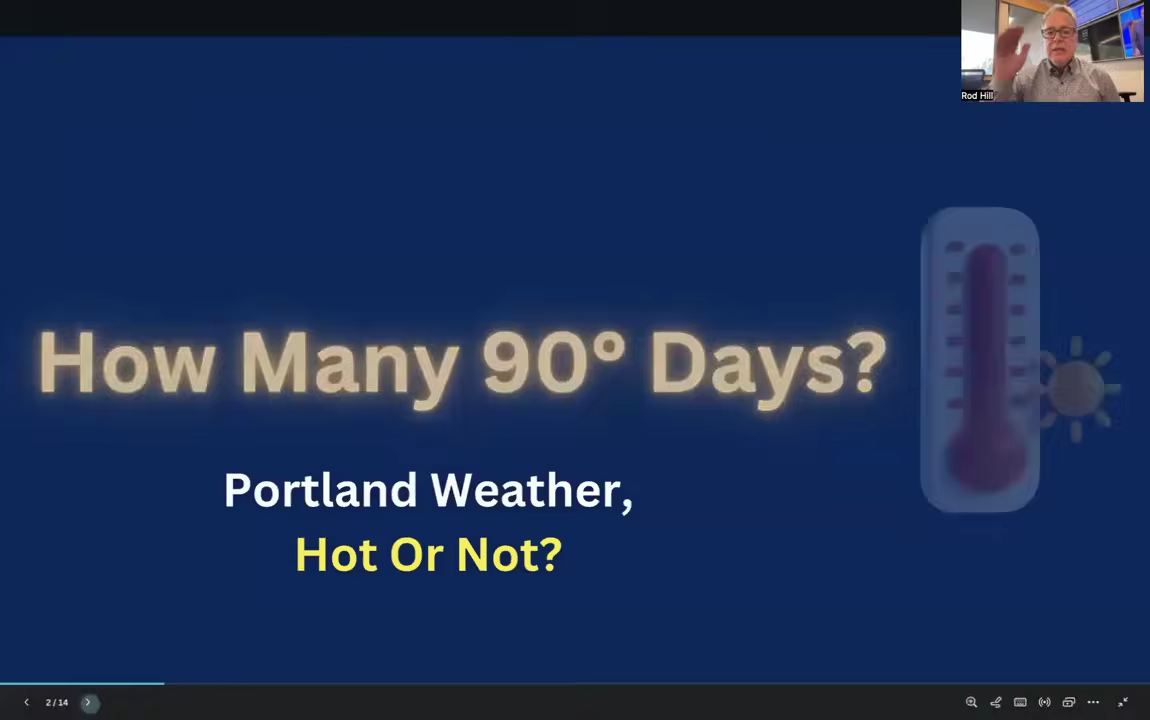 Rod Hill
How Many 90° Days?
Portland Weather,
Hot Or Not?
2 / 14